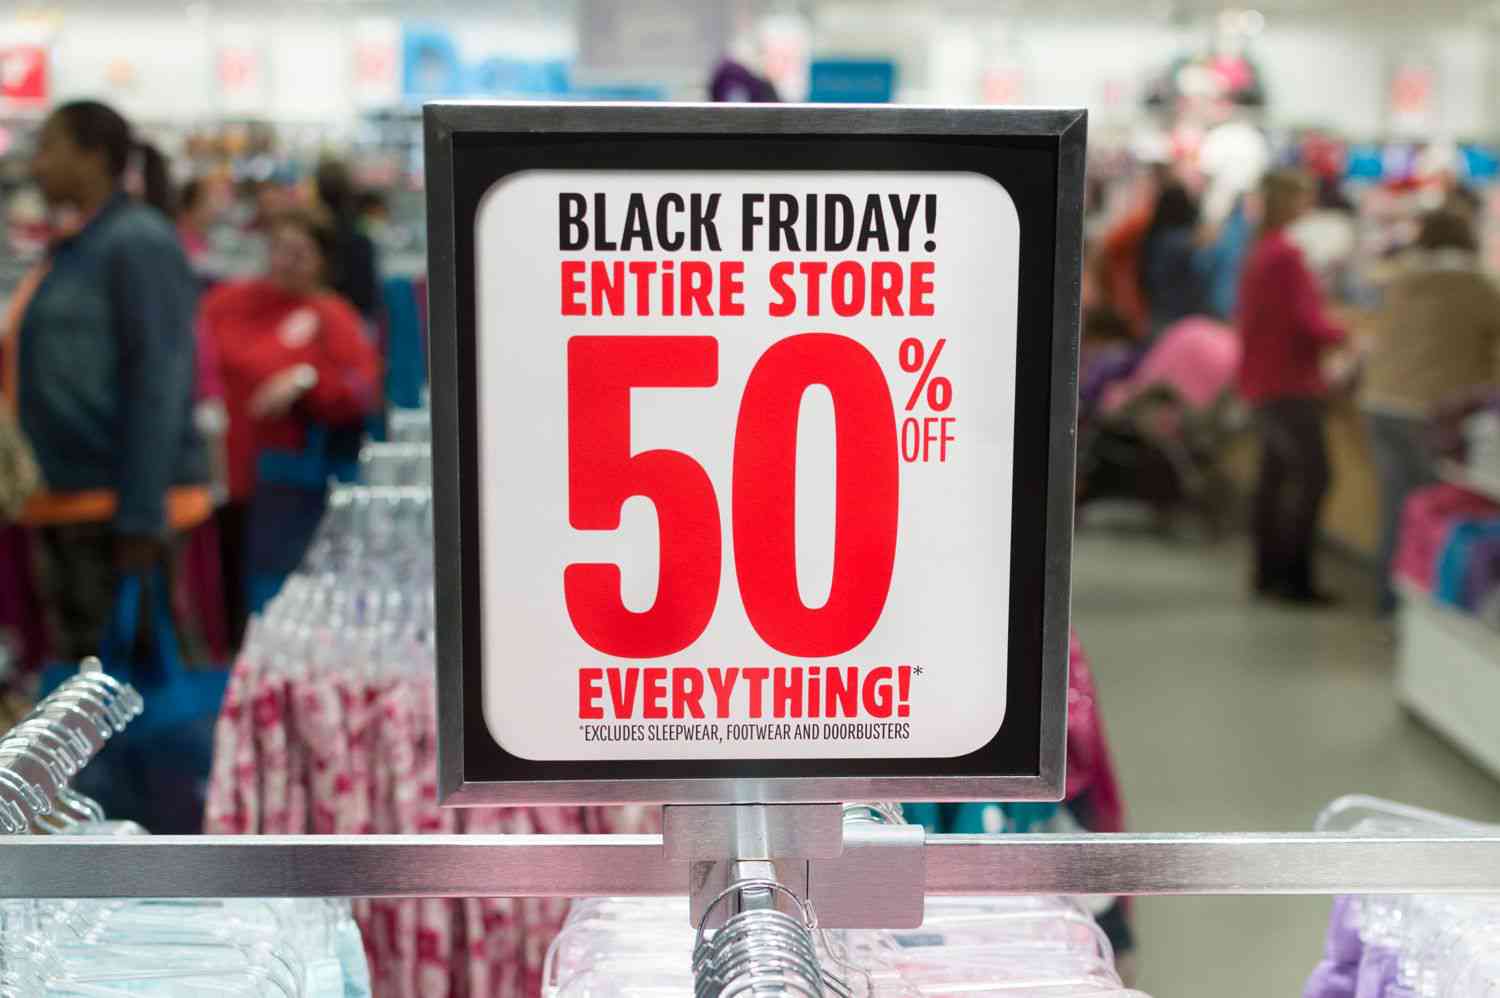 BLACK FRIDAY!
ENTiRE STORE
50% OFF
EVERYTHiNG!*
*EXCLUDES SLEEPWEAR, FOOTWEAR AND DOORBUSTERS